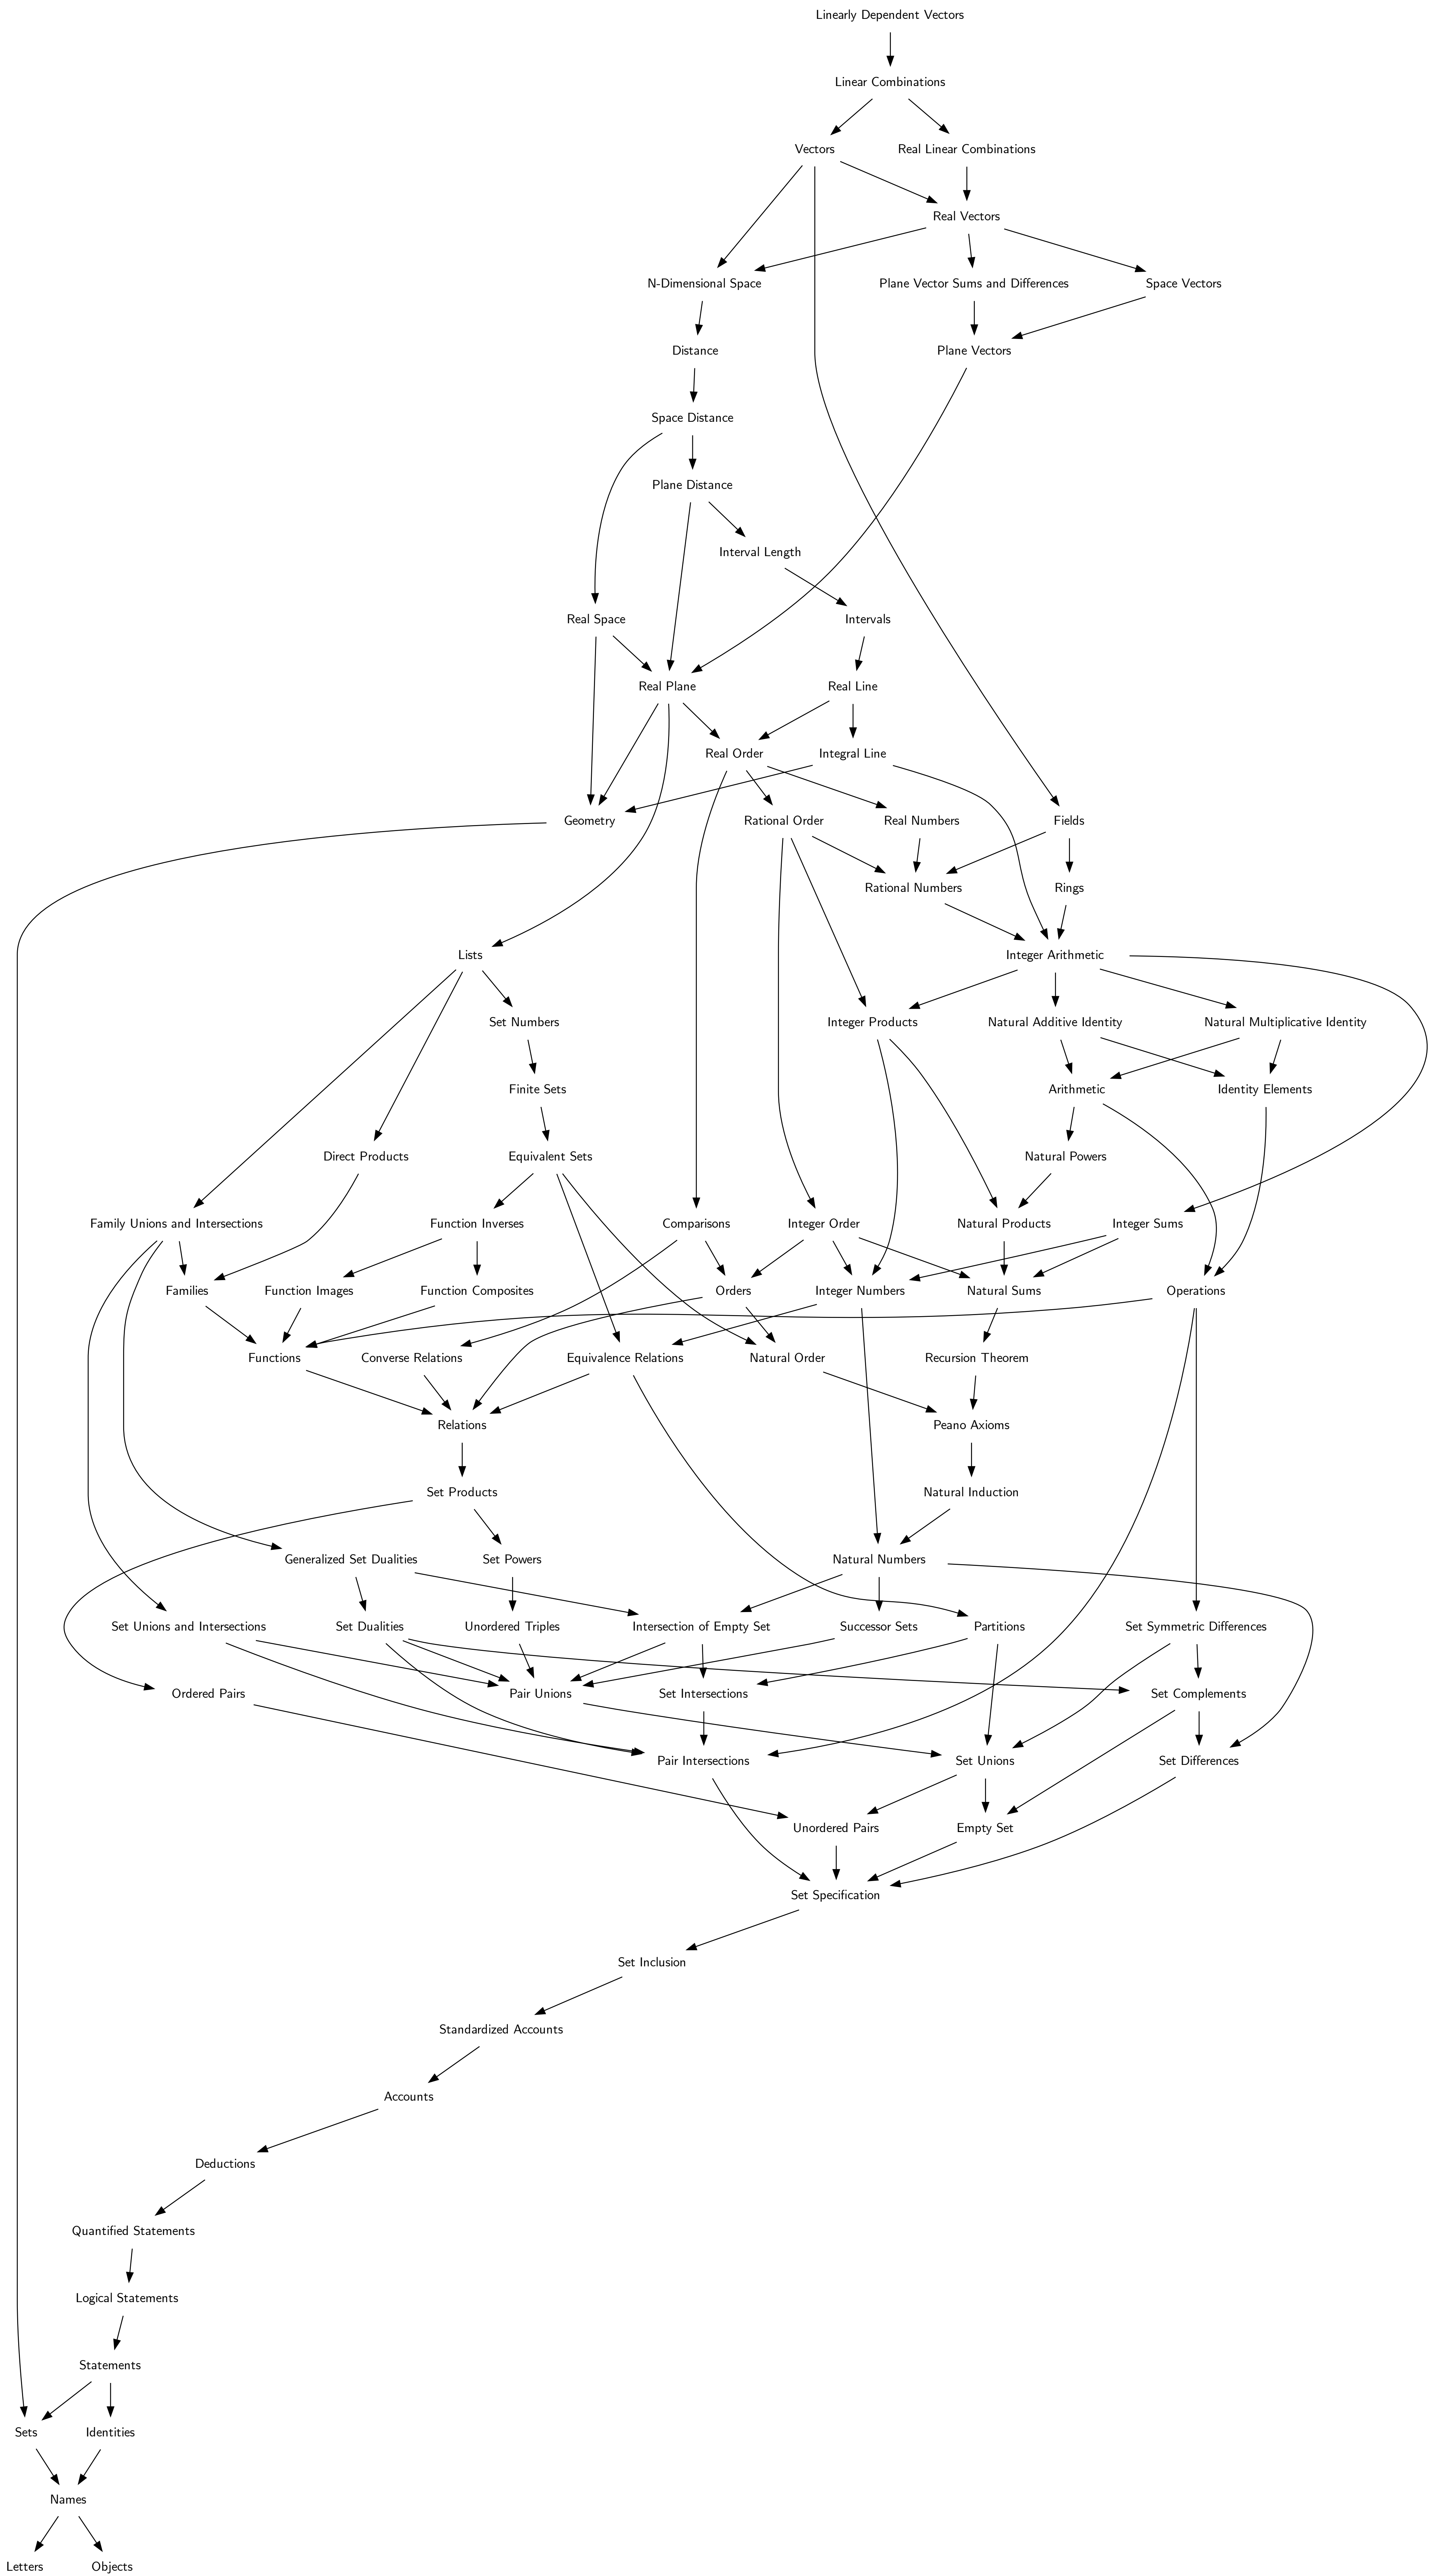 Linearly Dependent Vectors
Linear Combinations
Vectors
Real Linear Combinations
Real Vectors
N-Dimensional Space
Plane Vector Sums and Differences
Space Vectors
Distance
Plane Vectors
Space Distance
Plane Distance
Interval Length
Real Space
Intervals
Real Plane
Real Line
Real Order
Integral Line
Geometry
Rational Order
Real Numbers
Fields
Rational Numbers
Rings
Lists
Integer Arithmetic
Set Numbers
Integer Products
Natural Additive Identity
Natural Multiplicative Identity
Finite Sets
Arithmetic
Identity Elements
Direct Products
Equivalent Sets
Natural Powers
Family Unions and Intersections
Function Inverses
Comparisons
Integer Order
Natural Products
Integer Sums
Families
Function Images
Function Composites
Orders
Integer Numbers
Natural Sums
Operations
Functions
Converse Relations
Equivalence Relations
Natural Order
Recursion Theorem
Relations
Peano Axioms
Set Products
Natural Induction
Generalized Set Dualities
Set Powers
Natural Numbers
Set Unions and Intersections
Set Dualities
Unordered Triples
Intersection of Empty Set
Successor Sets
Partitions
Set Symmetric Differences
Ordered Pairs
Pair Unions
Set Intersections
Set Complements
Pair Intersections
Set Unions
Set Differences
Unordered Pairs
Empty Set
Set Specification
Set Inclusion
Standardized Accounts
Accounts
Deductions
Quantified Statements
Logical Statements
Statements
Sets
Identities
Names
Letters
Objects